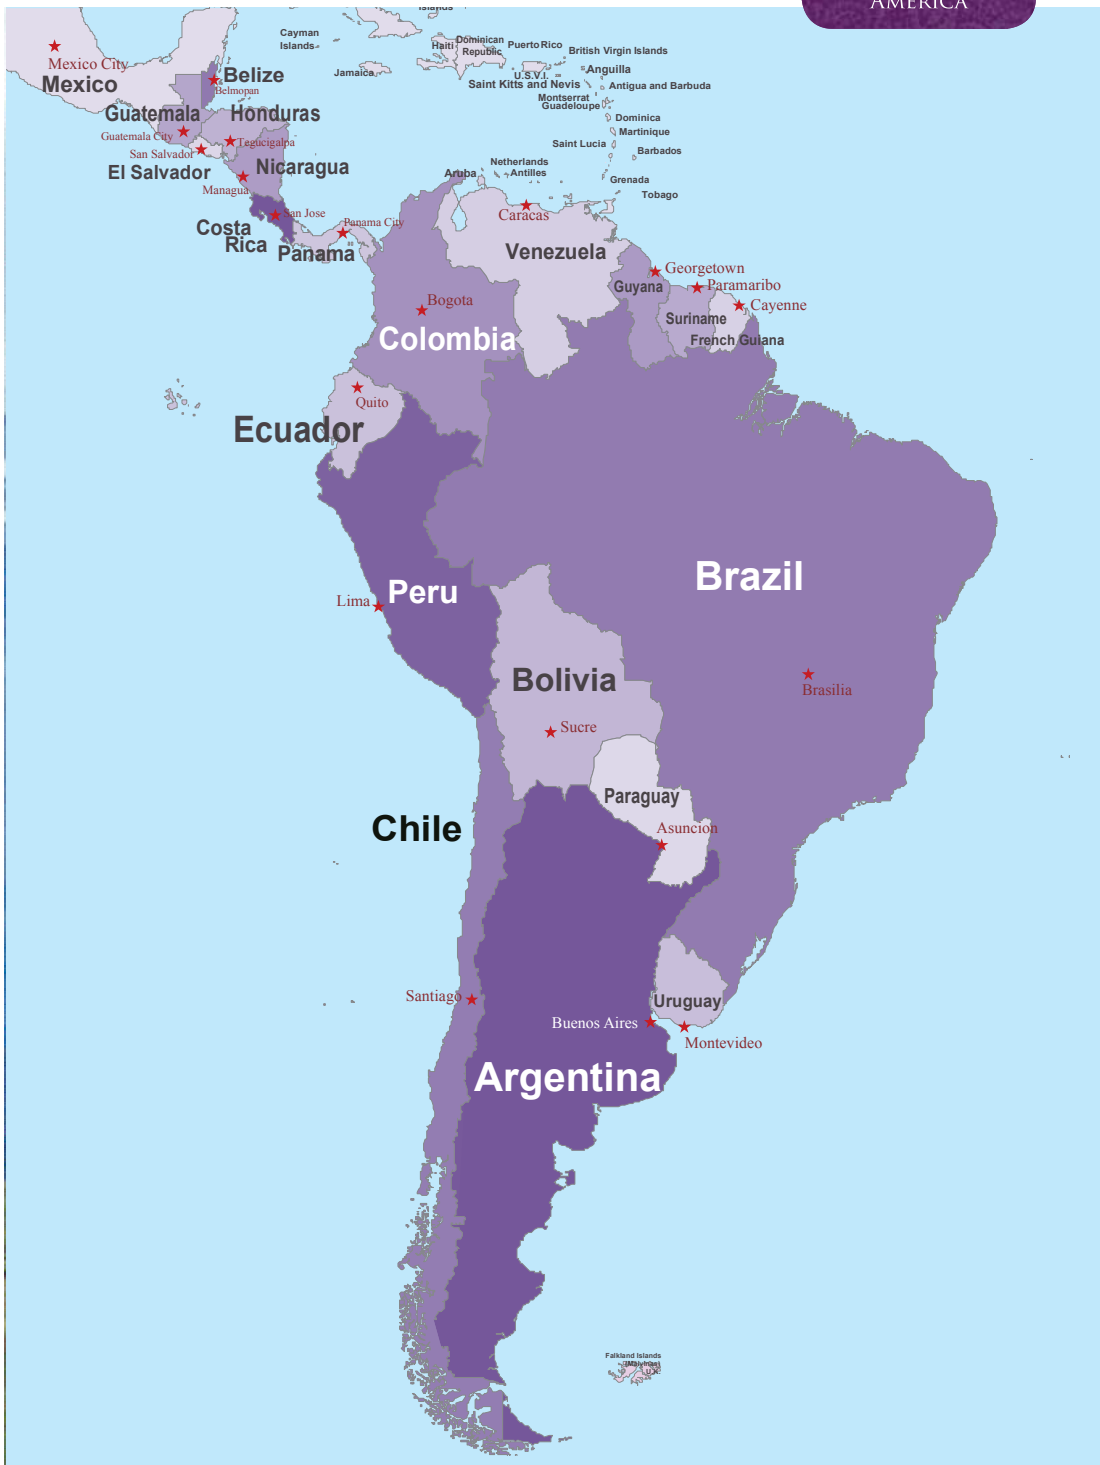 AMERICA
Islands
Cayman
Islands
Haiti
Dominican
Republic
Puerto Rico
British Virgin Islands
Mexico City
Mexico
Belize
Belmopan
Jamaica
U.S.V.I.
Anguilla
Saint Kitts and Nevis
Antigua and Barbuda
Montserrat
Guadeloupe
Guatemala
Honduras
Dominica
Guatemala City
Tegucigalpa
Martinique
San Salvador
Saint Lucia
Barbados
El Salvador
Nicaragua
Netherlands
Antilles
Aruba
Managua
Grenada
Tobago
San Jose
Caracas
Costa
Rica
Panama City
Panama
Venezuela
Georgetown
Guyana
Paramaribo
Bogota
Cayenne
Suriname
Colombia
French Guiana
Quito
Ecuador
Brazil
Peru
Lima
Bolivia
Brasilia
Sucre
Paraguay
Chile
Asuncion
Santiago
Uruguay
Buenos Aires
Montevideo
Argentina
Falkland Islands
(Malvinas)
U.K.